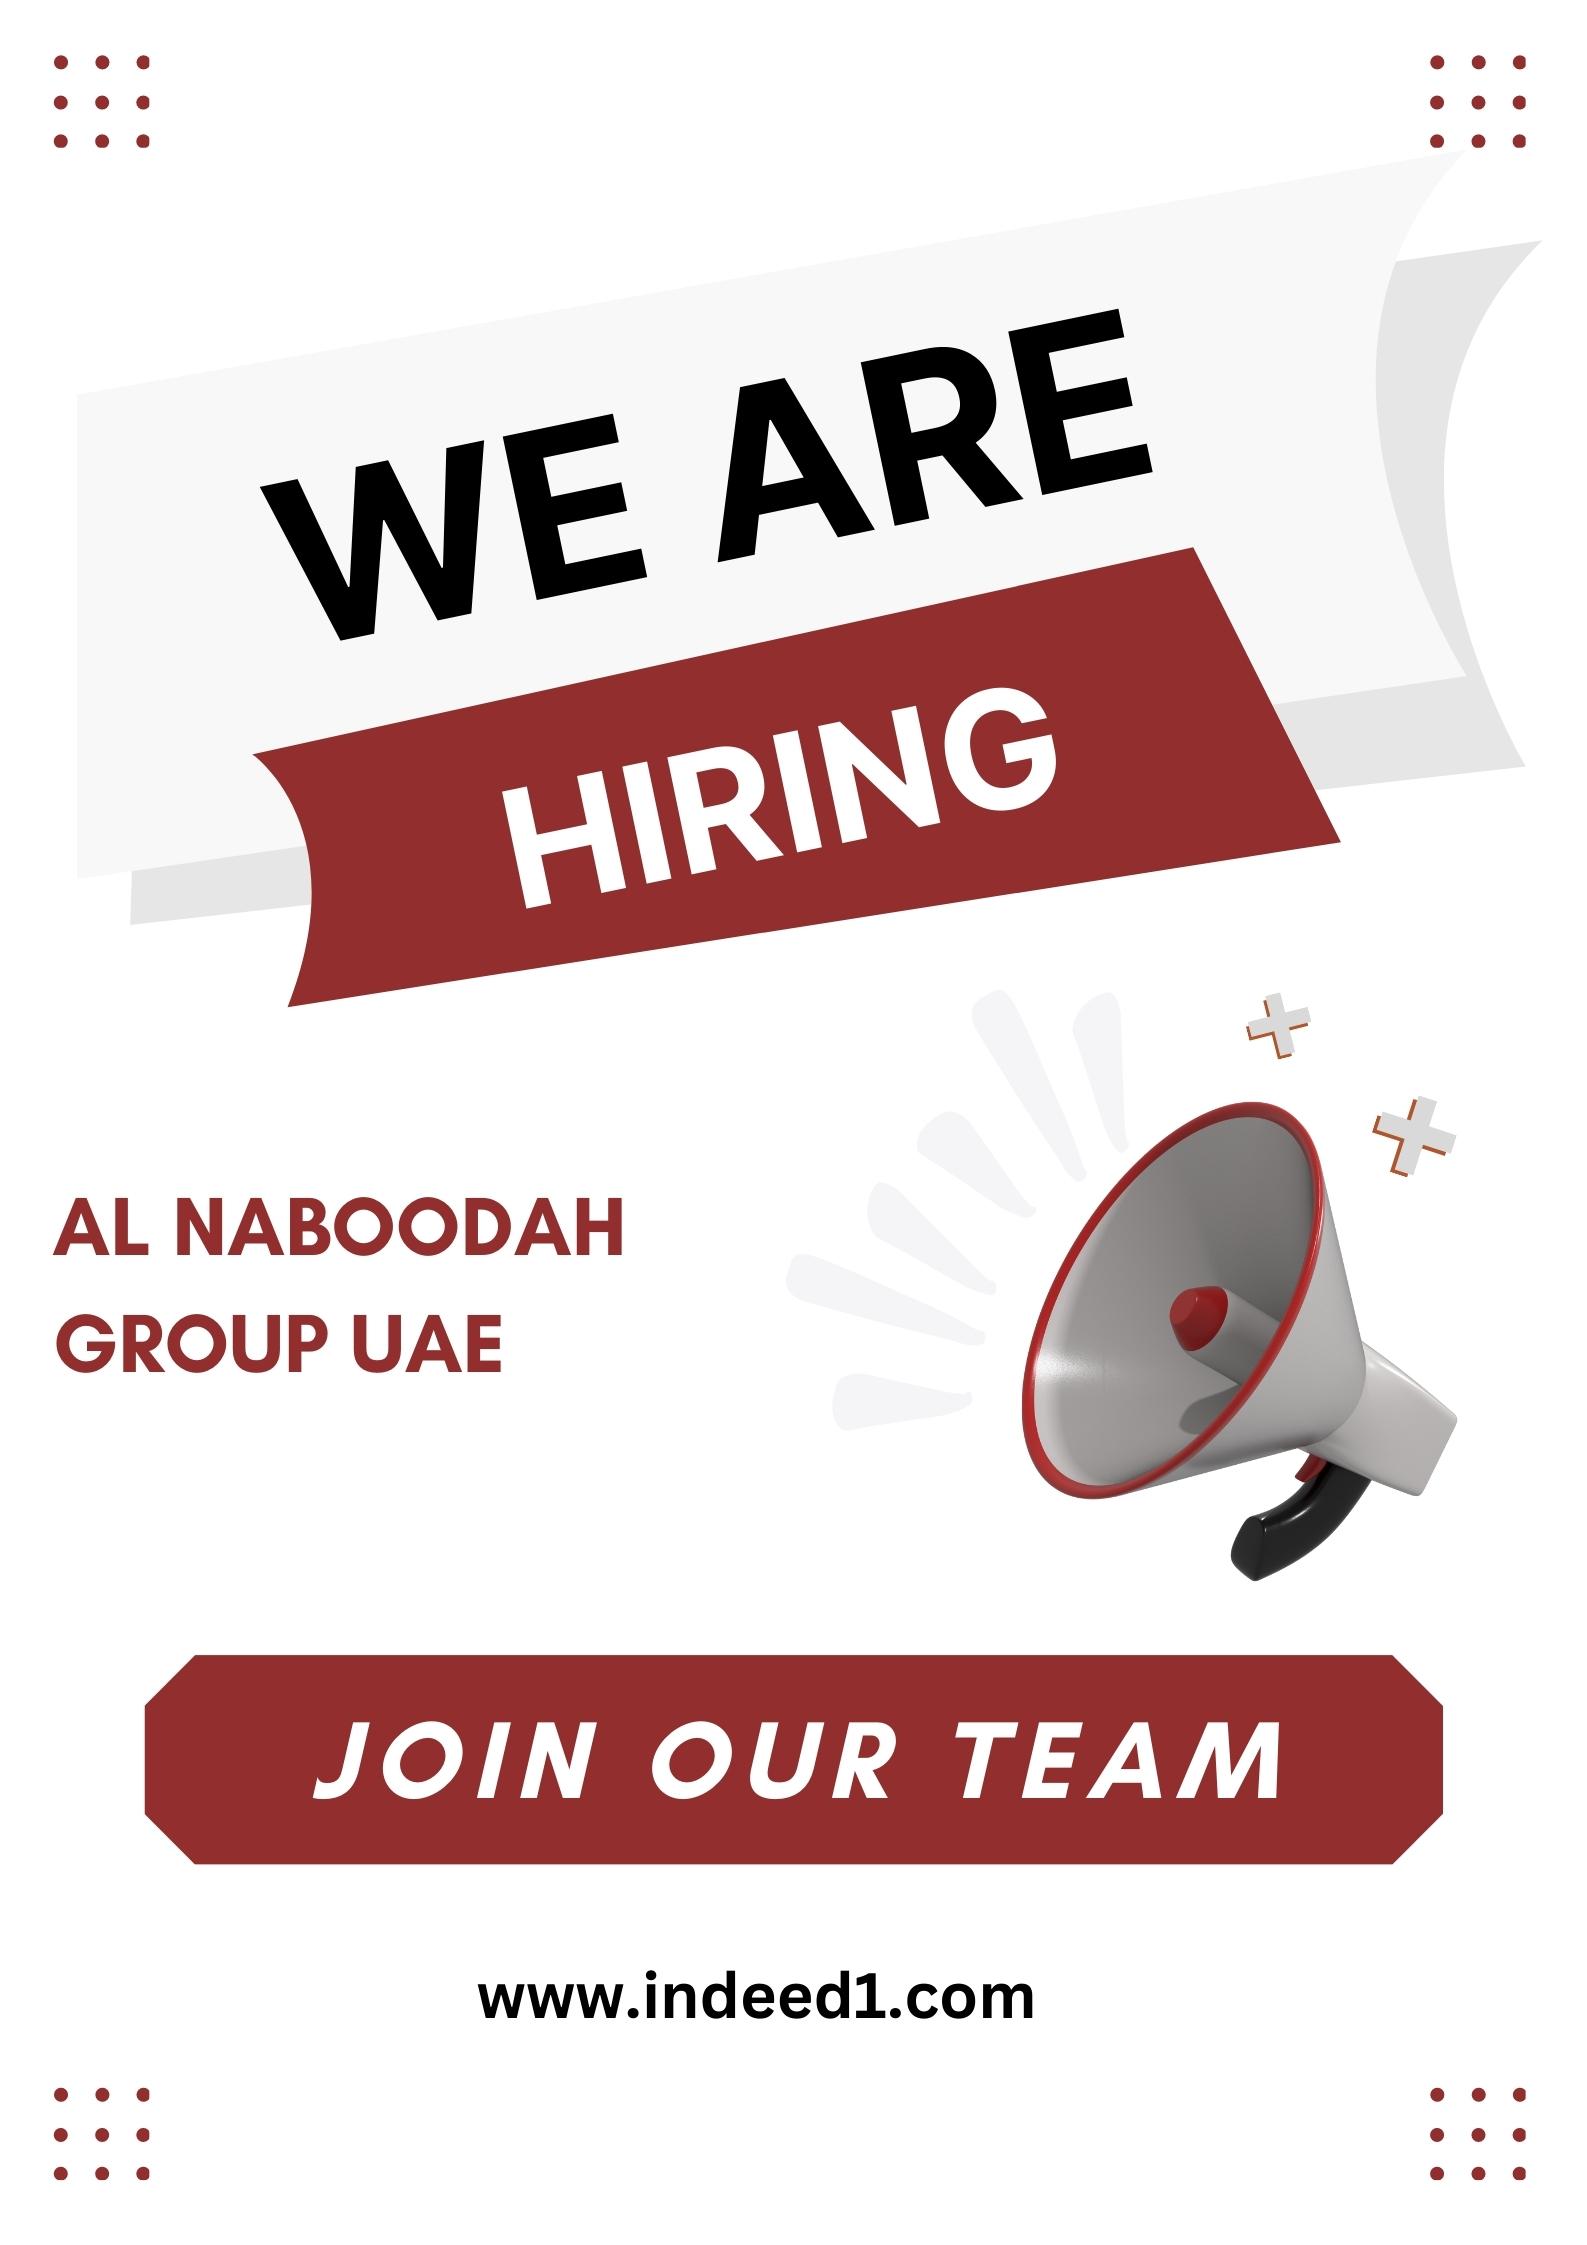 WE ARE
HIRING
AL NABOODAH
GROUP UAE
JOIN OUR TEAM
www.indeed1.com